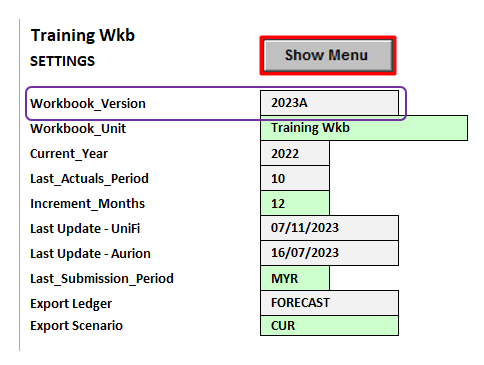 Training Wkb
SETTINGS
Show Menu
Workbook_Version 2023A
Workbook_Unit Training Wkb
Current_Year 2022
Last_Actuals_Period 10
Increment_Months 12
Last Update - UniFi 07/11/2023
Last Update - Aurion 16/07/2023
Last_Submission_Period MYR
Export Ledger FORECAST
Export Scenario CUR